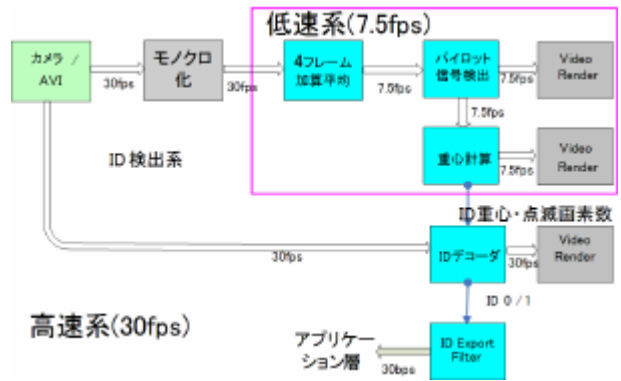 低速系(7.5fps)
カメラ /
AVI
30fps
モノクロ
化
30fps
4フレーム
加算平均
7.5fps
パイロット
信号検出
7.5fps
Video
Render
7.5fps
重心計算
7.5fps
Video
Render
ID 検出系
ID重心・点滅画素数
30fps
IDデコーダ
30fps
Video
Render
ID 0 / 1
高速系(30fps)
アプリケー
ション層
30bps
ID Export
Filter